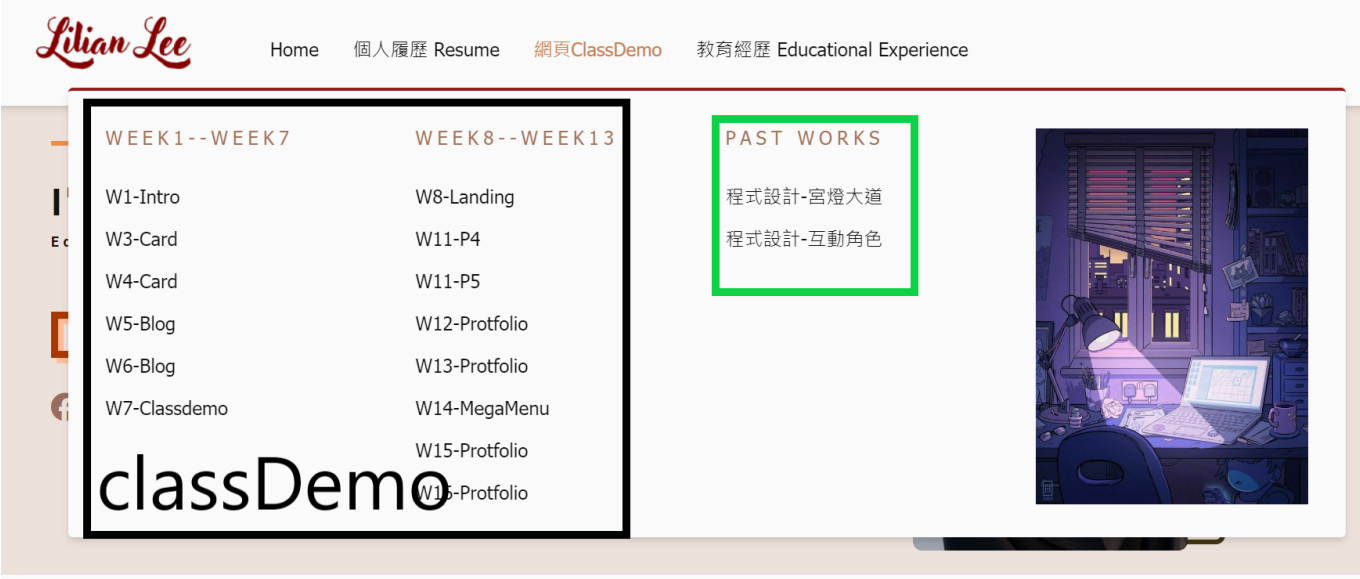 Lilian Lee
Home 個人履歷 Resume 網頁ClassDemo 教育經歷 Educational Experience
WEEK1--WEEK7
W1-Intro
W3-Card
W4-Card
W5-Blog
W6-Blog
W7-Classdemo
WEEK8--WEEK13
W8-Landing
W11-P4
W11-P5
W12-Protfolio
W13-Protfolio
W14-MegaMenu
W15-Protfolio
W16-Protfolio
classDemo
PAST WORKS
程式設計-宮燈大道
程式設計-互動角色